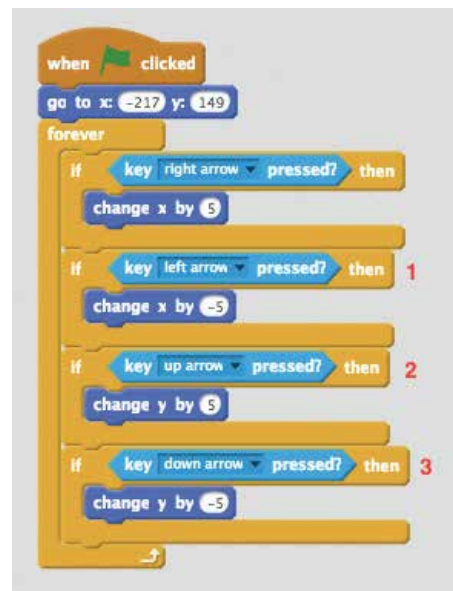 when clicked
go to x: -217 y: 149
forever
if key right arrow pressed? then
change x by 5
if key left arrow pressed? then 1
change x by -5
if key up arrow pressed? then 2
change y by 5
if key down arrow pressed? then 3
change y by -5